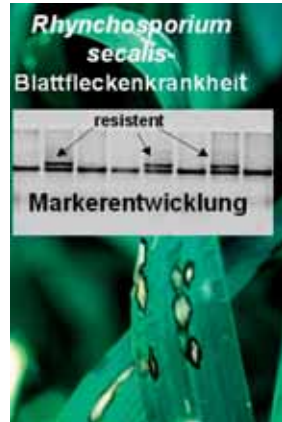 Rhynchosporium
secalis-
Blattfleckenkrankheit
resistent
Markerentwicklung